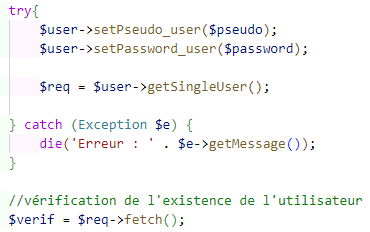 try{
$user->setPseudo_user($pseudo);
$user->setPassword_user($password);
$req = $user->getSingleUser();
} catch (Exception $e) {
die('Erreur : ' . $e->getMessage());
}
//vérification de l'existence de l'utilisateur
$verif = $req->fetch();